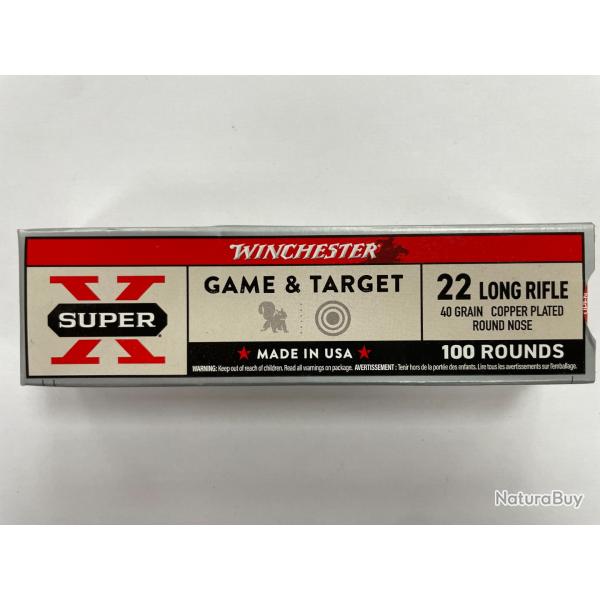 WINCHESTER
SUPER X
GAME & TARGET
MADE IN USA
WARNING: Keep out of reach of children. Read all warnings on package. AVERTISSEMENT : Tenir hors de la portée des enfants. Lire tous les avertissements sur l'emballage.
22 LONG RIFLE
40 GRAIN COPPER PLATED
ROUND NOSE
100 ROUNDS
NaturaBuy